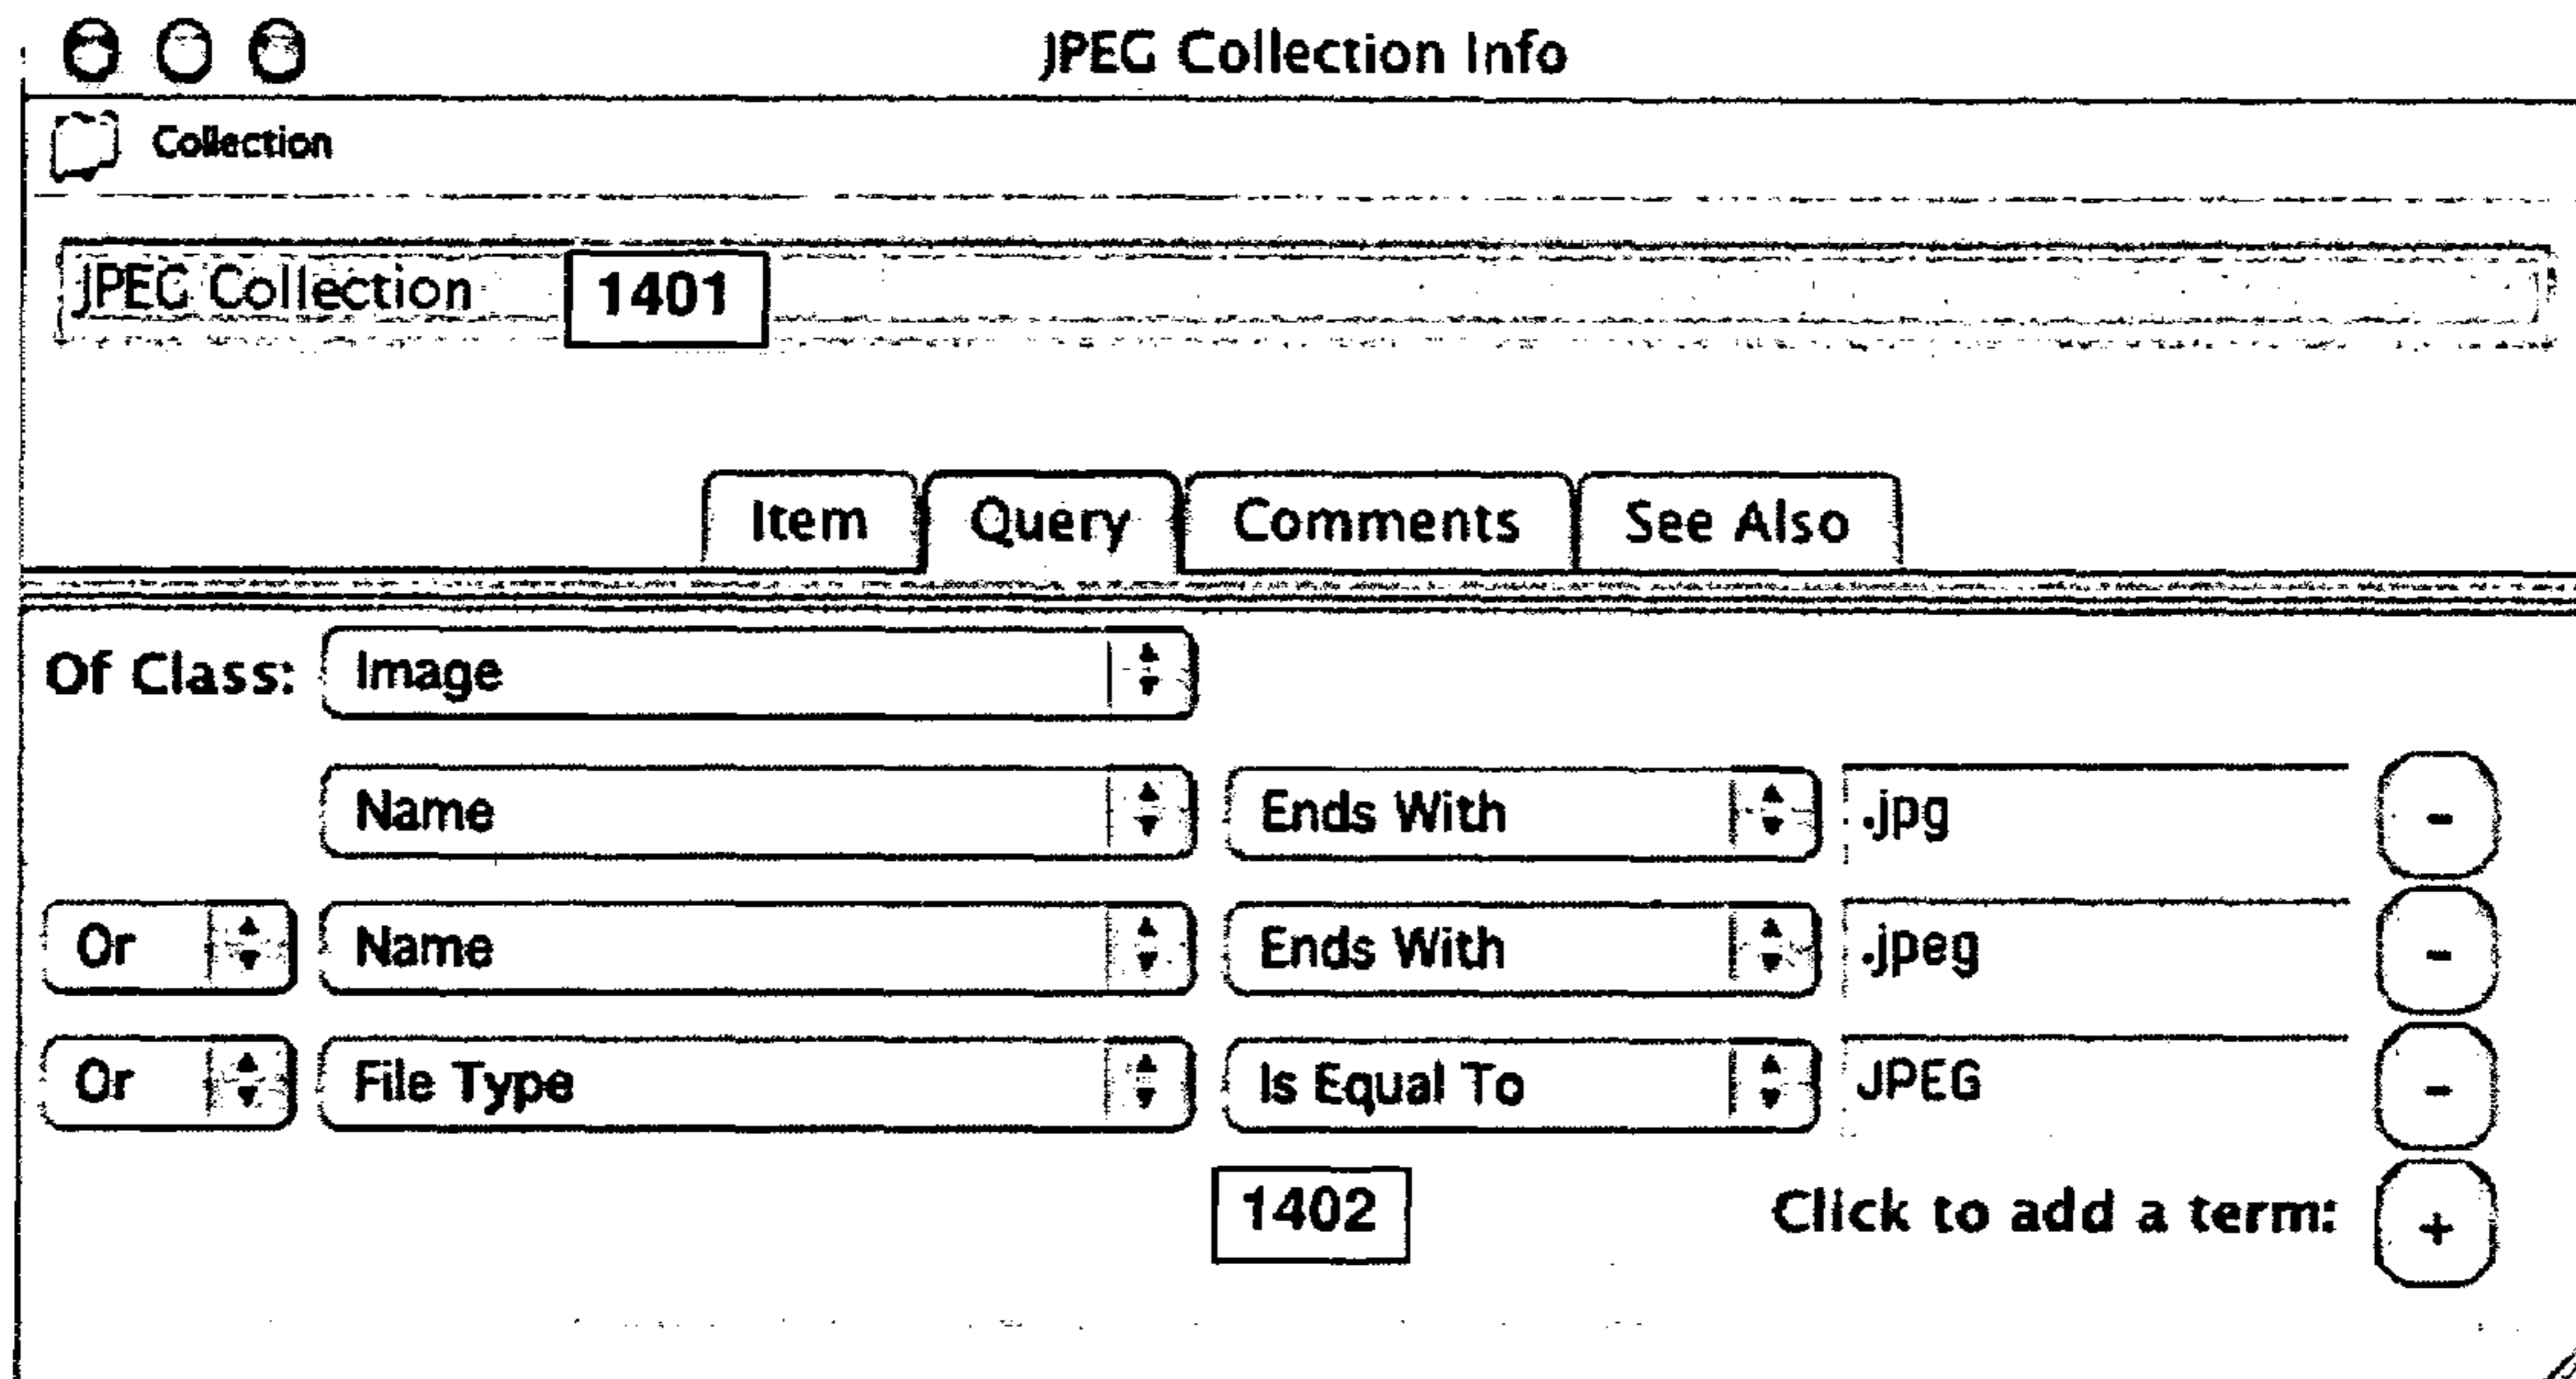 JPEG Collection Info
Collection
JPEG Collection 1401
Item Query Comments See Also
Of Class: Image
Name Ends With .jpg -
Or Name Ends With .jpeg -
Or File Type Is Equal To JPEG -
1402 Click to add a term: +